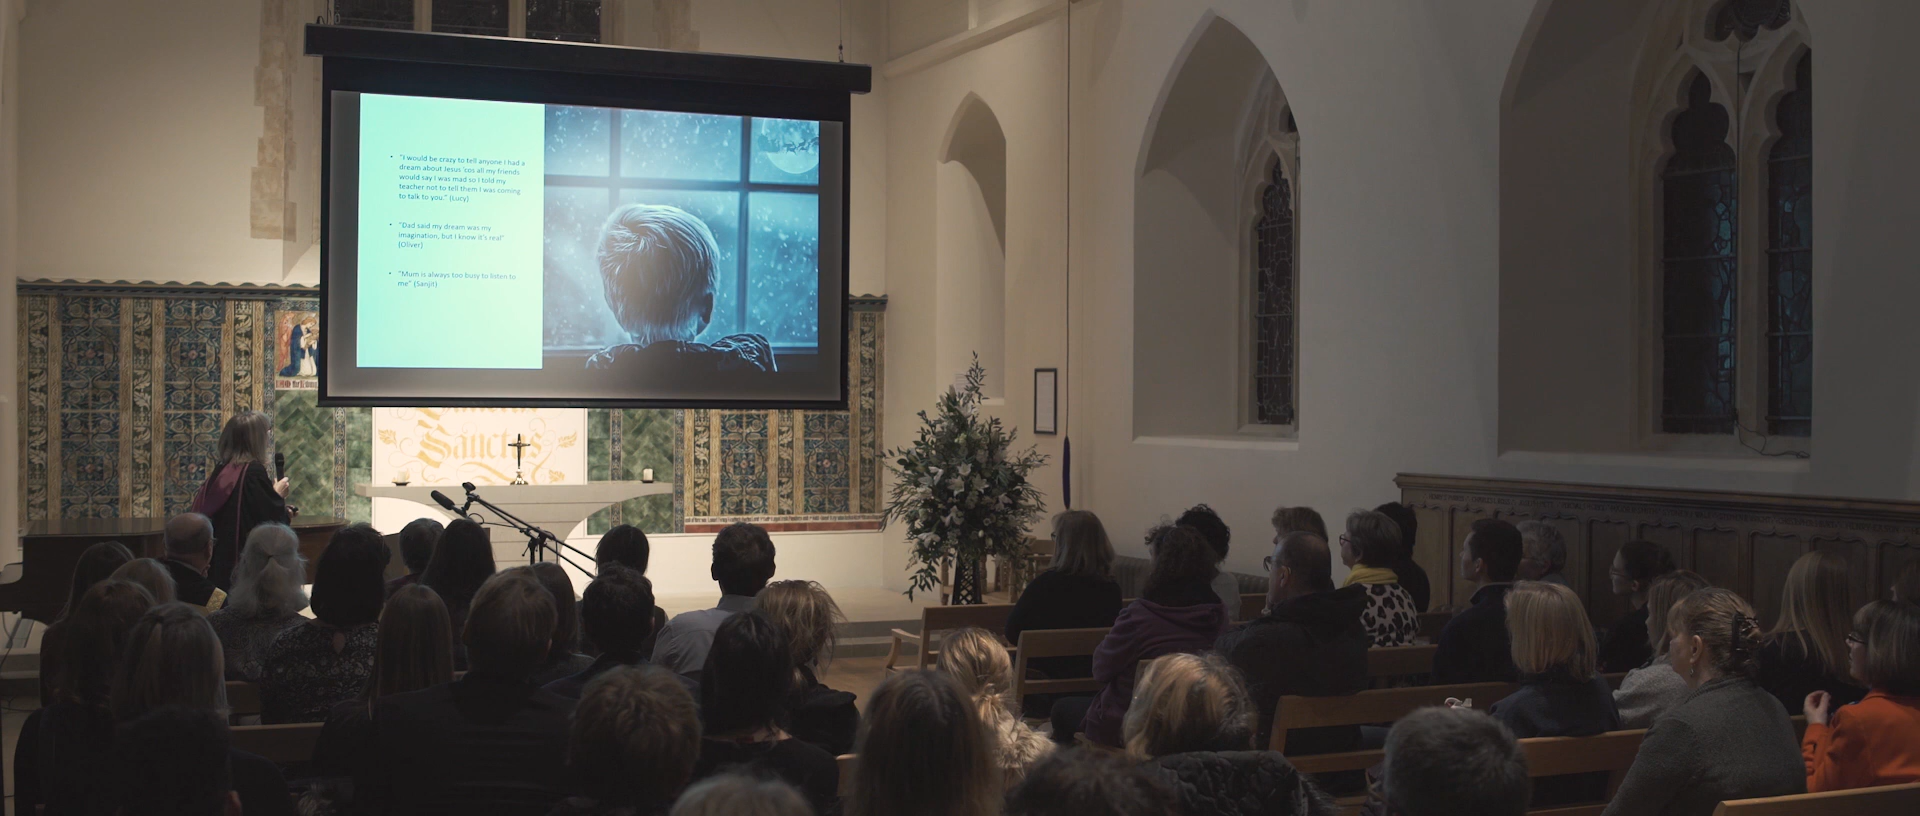 • "I would be crazy to tell anyone I had a
dream about Jesus 'cos all my friends
would say I was mad so I told my
teacher not to tell them I was coming
to talk to you." (Lucy)
• "Dad said my dream was my
imagination, but I know it's real"
(Oliver)
• "Mum is always too busy to listen to
me" (Sanjit)
Sanctus